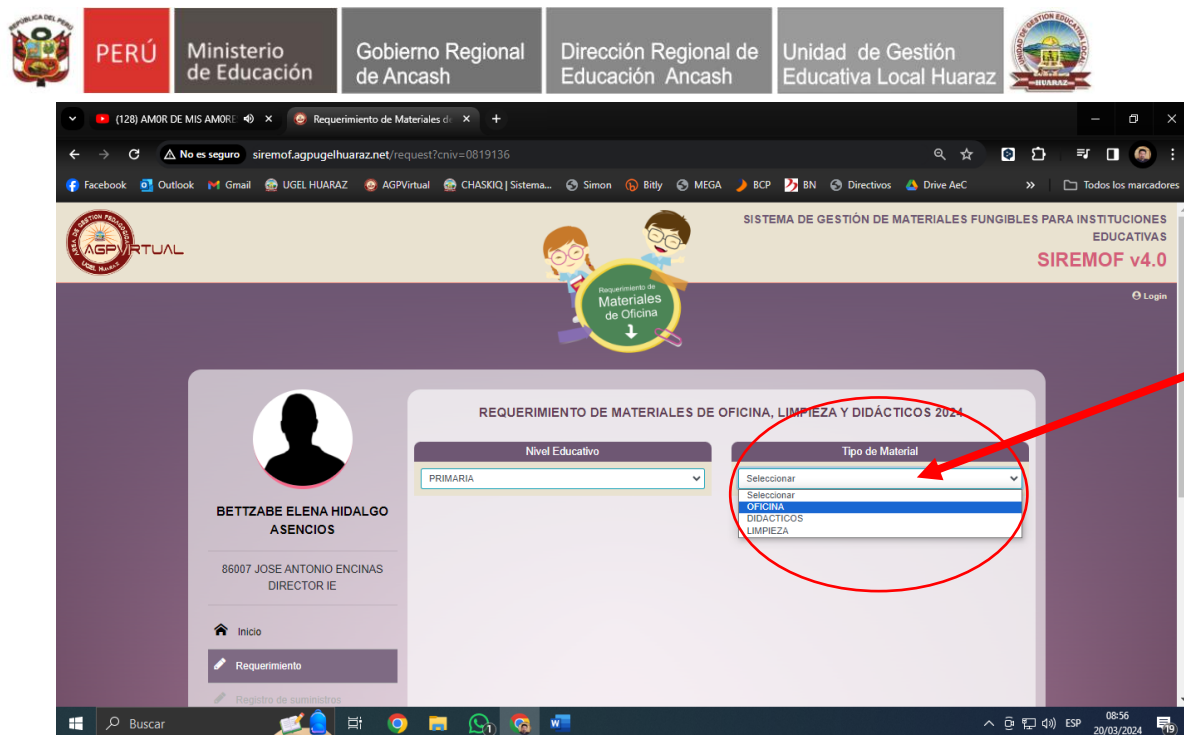 PERÚ
Ministerio
de Educación
Gobierno Regional
de Ancash
Dirección Regional de
Educación Ancash
Unidad de Gestión
Educativa Local Huaraz
HUARAZ
(128) AMOR DE MIS AMORE
Requerimiento de Materiales de
No es seguro siremof.agpugelhuaraz.net/request?cniv=0819136
Facebook Outlook Gmail UGEL HUARAZ AGPVirtual CHASKIQ | Sistema... Simon Bitly MEGA BCP BN Directivos Drive AeC » Todos los marcadores
AGPVIRTUAL
Requerimiento de
Materiales
de Oficina
SISTEMA DE GESTIÓN DE MATERIALES FUNGIBLES PARA INSTITUCIONES
EDUCATIVAS
SIREMOF v4.0
Login
BETTZABE ELENA HIDALGO
ASENCIOS
86007 JOSE ANTONIO ENCINAS
DIRECTOR IE
Inicio
Requerimiento
Registro de suministros
REQUERIMIENTO DE MATERIALES DE OFICINA, LIMPIEZA Y DIDÁCTICOS 2024
Nivel Educativo
PRIMARIA
Tipo de Material
Seleccionar
Seleccionar
OFICINA
DIDACTICOS
LIMPIEZA
Buscar
ESP
08:56
20/03/2024
19